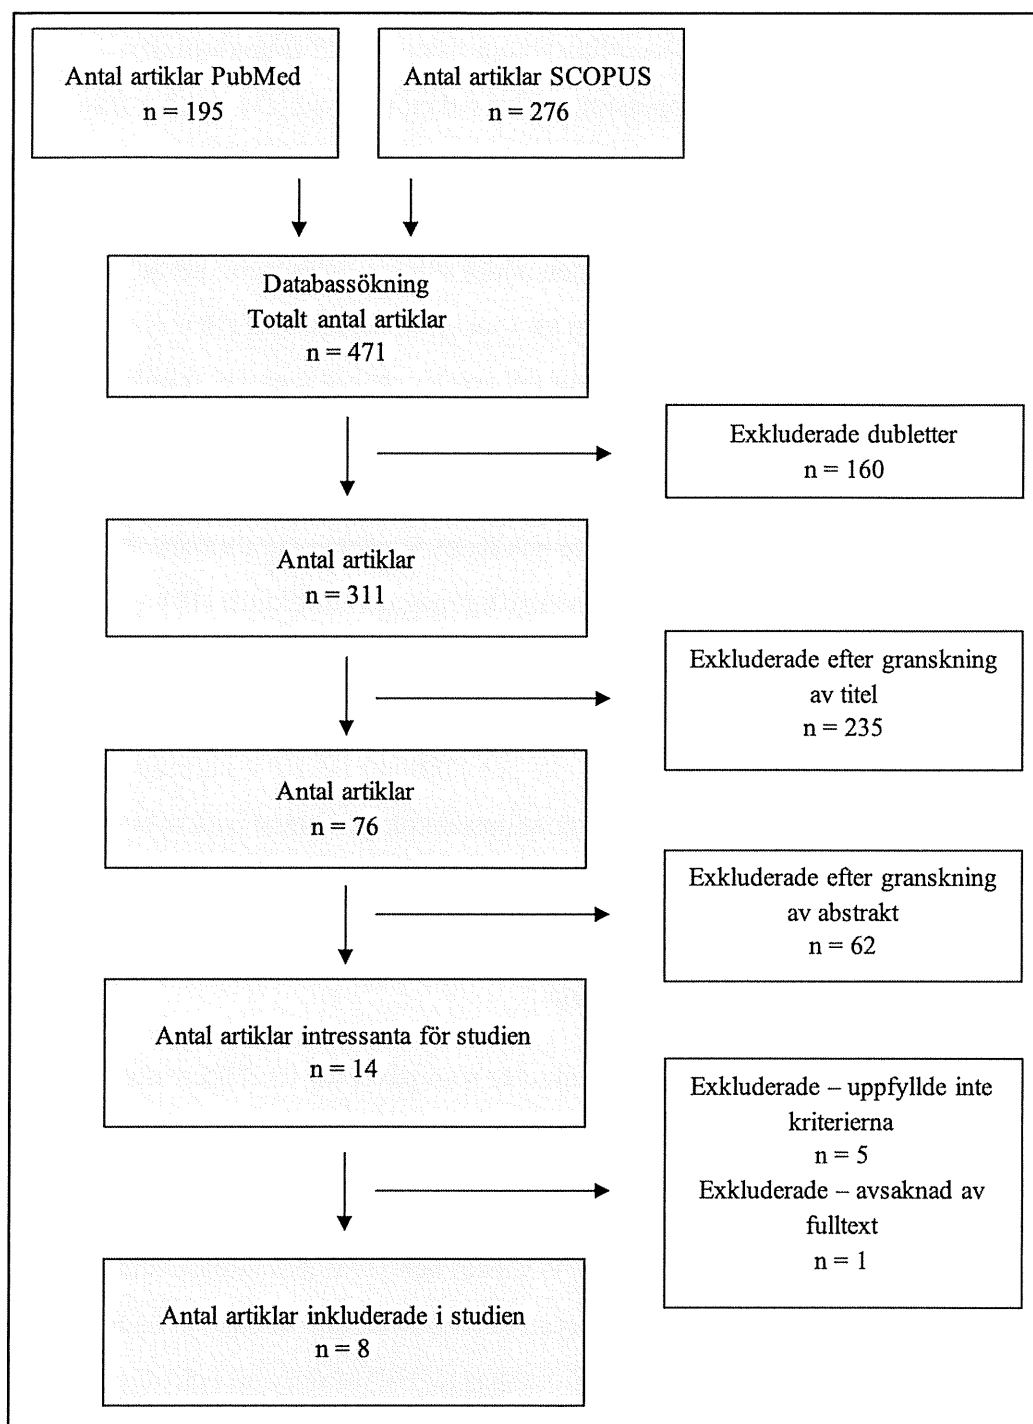 Antal artiklar PubMed
n = 195
Antal artiklar SCOPUS
n = 276
Databassökning
Totalt antal artiklar
n = 471
Exkluderade dubletter
n = 160
Antal artiklar
n = 311
Exkluderade efter granskning
av titel
n = 235
Antal artiklar
n = 76
Exkluderade efter granskning
av abstrakt
n = 62
Antal artiklar intressanta för studien
n = 14
Exkluderade – uppfyllde inte
kriterierna
n = 5
Exkluderade – avsaknad av
fulltext
n = 1
Antal artiklar inkluderade i studien
n = 8